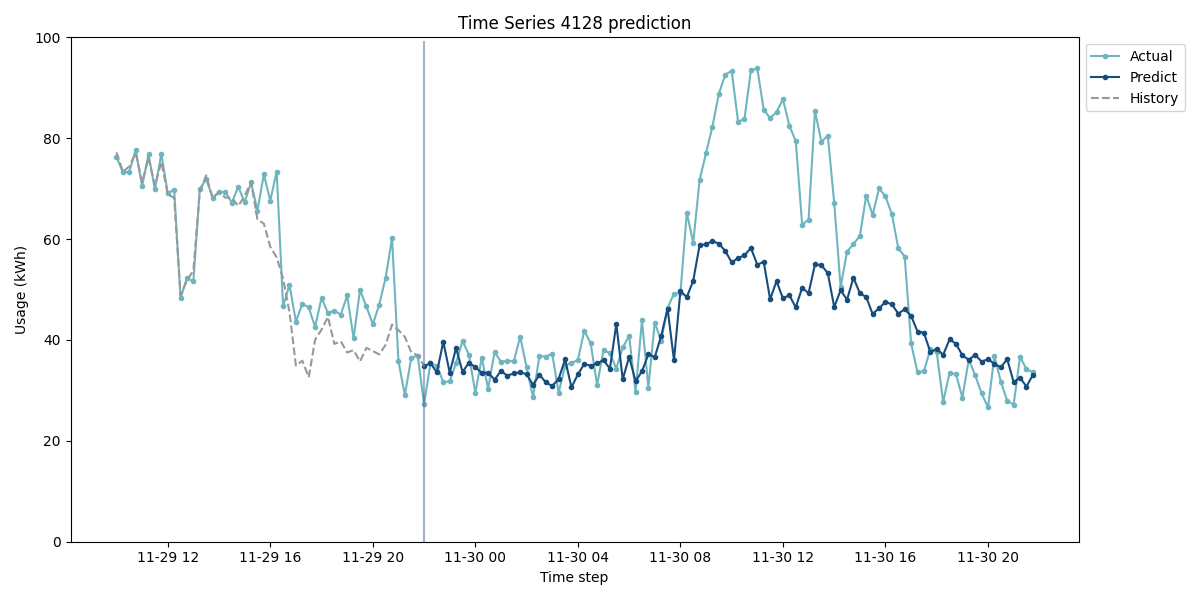 Time Series 4128 prediction
Usage (kWh)
100
80
60
40
20
0
11-29 12
11-29 16
11-29 20
11-30 00
11-30 04
11-30 08
11-30 12
11-30 16
11-30 20
Time step
Actual
Predict
History